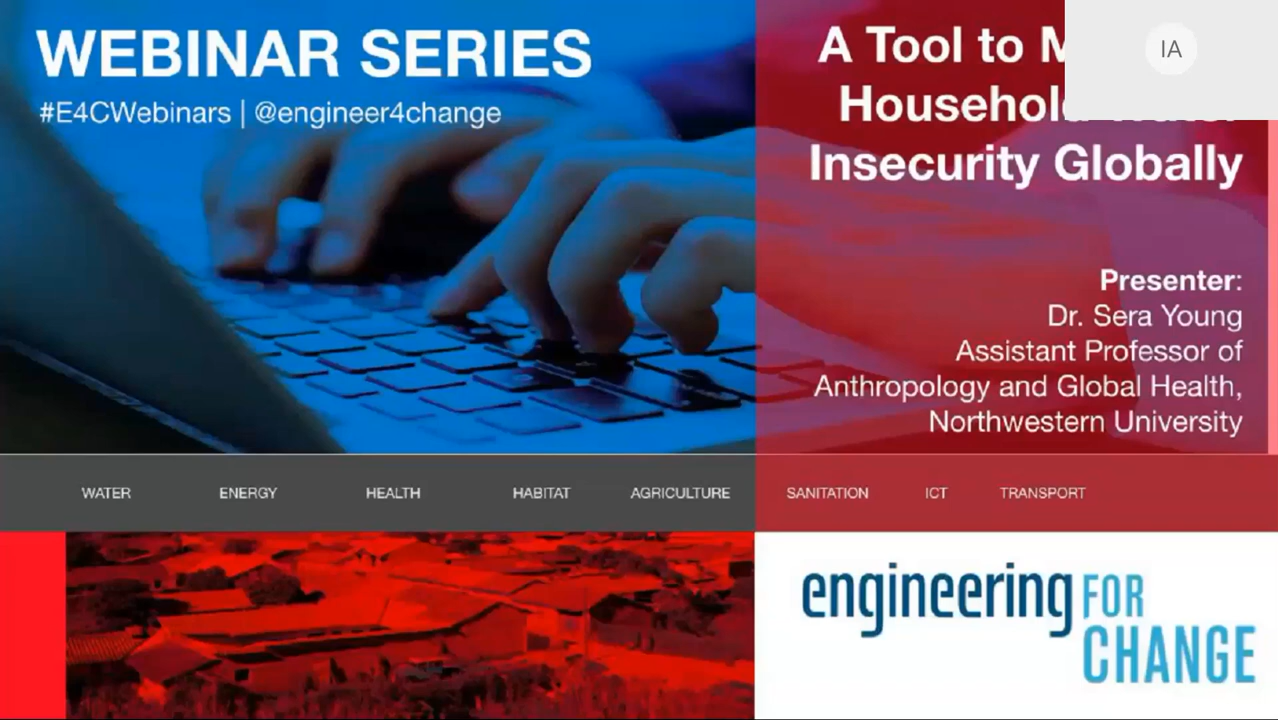 WEBINAR SERIES
#E4CWebinars | @engineer4change
A Tool to
Household
Insecurity Globally
IA
Presenter:
Dr. Sera Young
Assistant Professor of
Anthropology and Global Health,
Northwestern University
WATER ENERGY HEALTH HABITAT AGRICULTURE SANITATION ICT TRANSPORT
engineering FOR
CHANGE